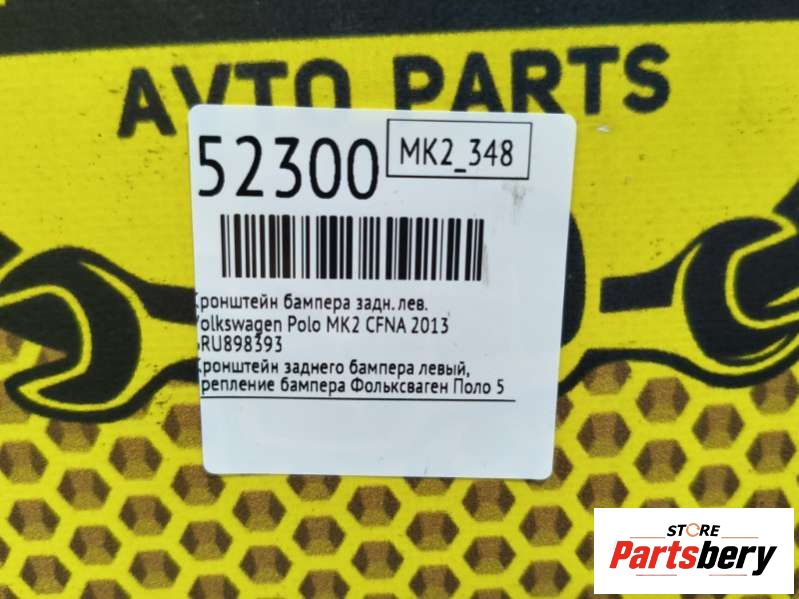 AVTO PARTS
52300
MK2_348
кронштейн бампера задн.лев.
Volkswagen Polo MK2 CFNA 2013
6RU898393
кронштейн заднего бампера левый,
крепление бампера Фольксваген Поло 5
STORE
Partsbery